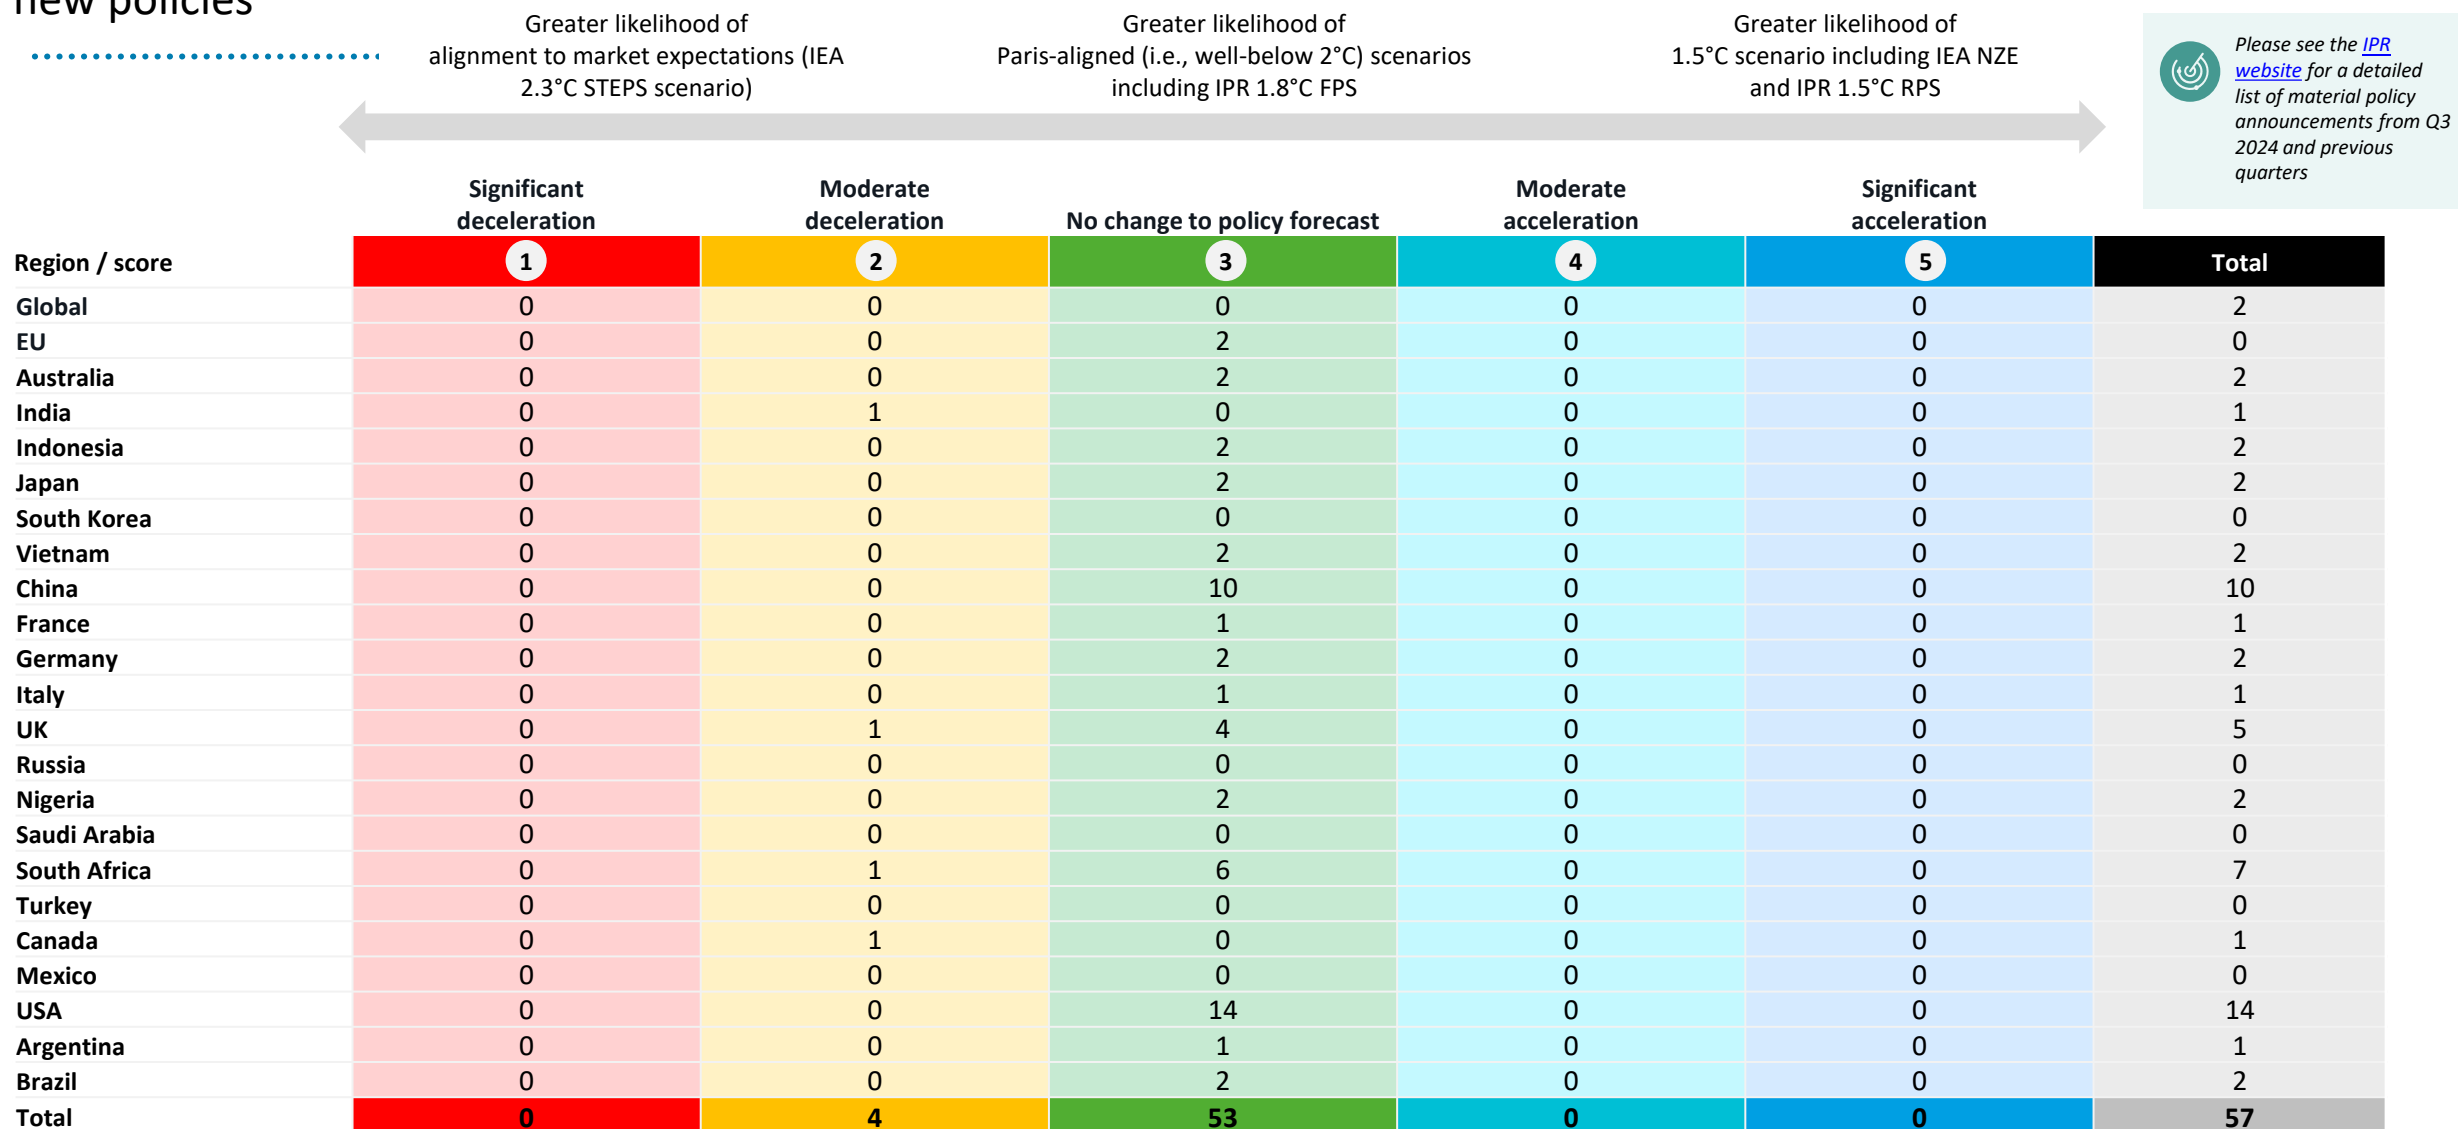 new policies
Greater likelihood of
alignment to market expectations (IEA
2.3°C STEPS scenario)
Greater likelihood of
Paris-aligned (i.e., well-below 2°C) scenarios
including IPR 1.8°C FPS
Greater likelihood of
1.5°C scenario including IEA NZE
and IPR 1.5°C RPS
Please see the IPR
website for a detailed
list of material policy
announcements from Q3
2024 and previous
quarters
Significant
deceleration
Moderate
deceleration
No change to policy forecast
Moderate
acceleration
Significant
acceleration
Region / score 1 2 3 4 5 Total
Global 0 0 0 0 0 2
EU 0 0 2 0 0 0
Australia 0 0 2 0 0 2
India 0 1 0 0 0 1
Indonesia 0 0 2 0 0 2
Japan 0 0 2 0 0 2
South Korea 0 0 0 0 0 0
Vietnam 0 0 2 0 0 2
China 0 0 10 0 0 10
France 0 0 1 0 0 1
Germany 0 0 2 0 0 2
Italy 0 0 1 0 0 1
UK 0 1 4 0 0 5
Russia 0 0 0 0 0 0
Nigeria 0 0 2 0 0 2
Saudi Arabia 0 0 0 0 0 0
South Africa 0 1 6 0 0 7
Turkey 0 0 0 0 0 0
Canada 0 1 0 0 0 1
Mexico 0 0 0 0 0 0
USA 0 0 14 0 0 14
Argentina 0 0 1 0 0 1
Brazil 0 0 2 0 0 2
Total 0 4 53 0 0 57